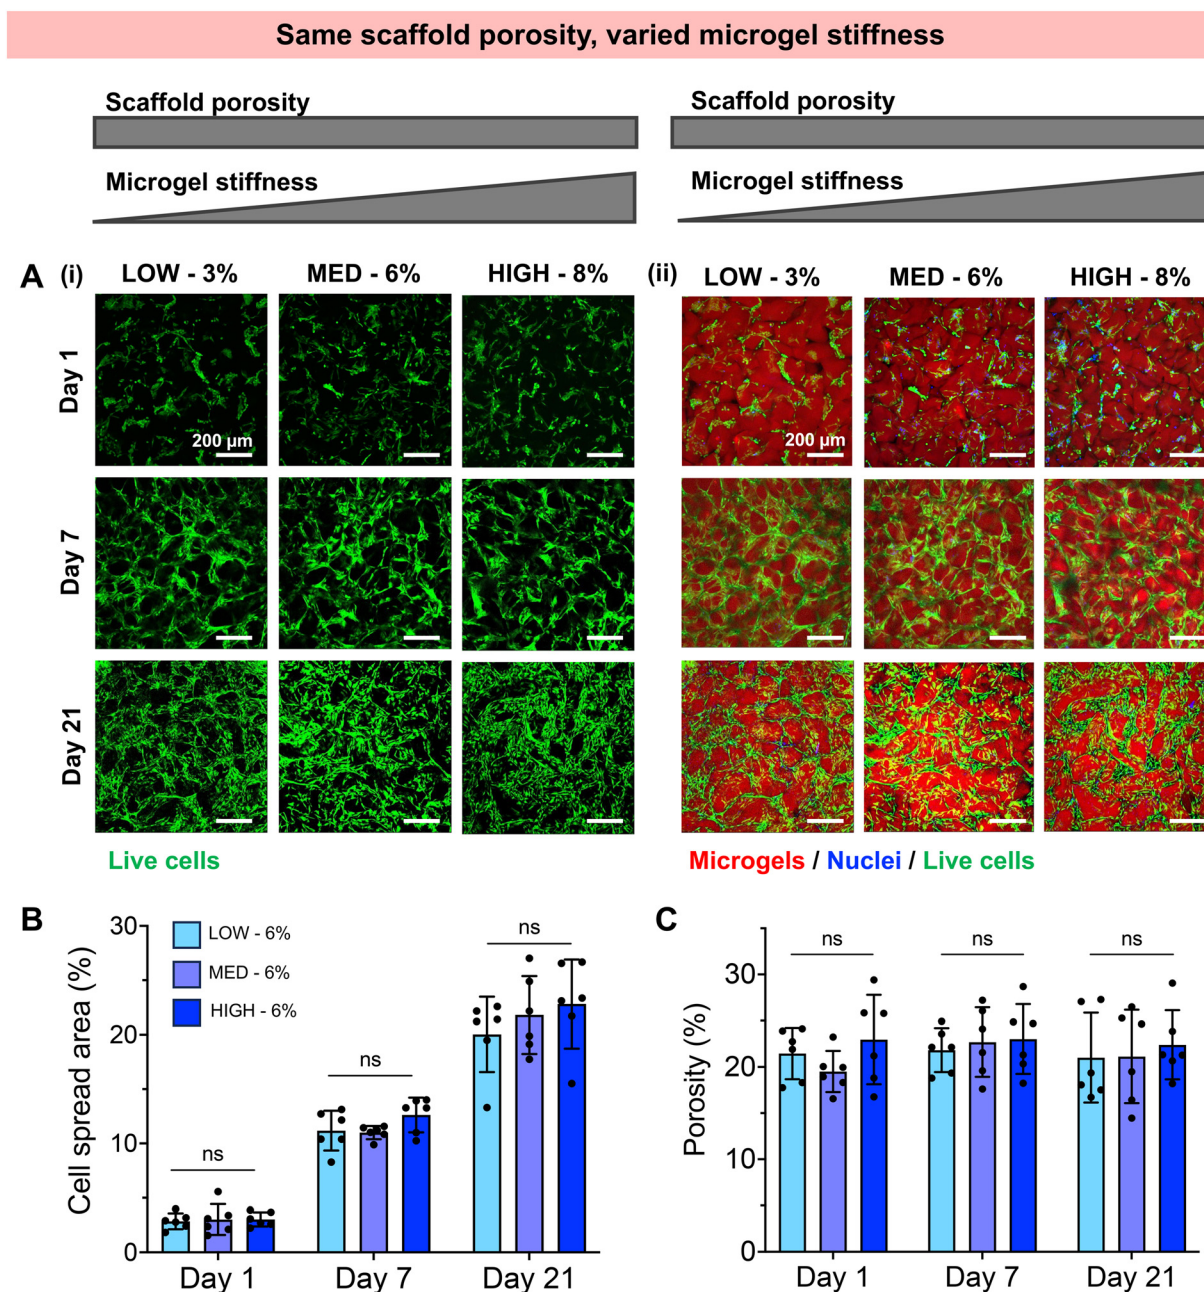 Same scaffold porosity, varied microgel stiffness
Scaffold porosity
Microgel stiffness
Scaffold porosity
Microgel stiffness
A (i) LOW - 3% MED - 6% HIGH - 8%
(ii) LOW - 3% MED - 6% HIGH - 8%
Day 1
200 µm
200 µm
Day 7
Day 21
Live cells
Microgels / Nuclei / Live cells
B
Cell spread area (%)
30
20
10
0
LOW - 6%
MED - 6%
HIGH - 6%
ns
ns
ns
Day 1 Day 7 Day 21
C
Porosity (%)
30
20
10
0
ns
ns
ns
Day 1 Day 7 Day 21